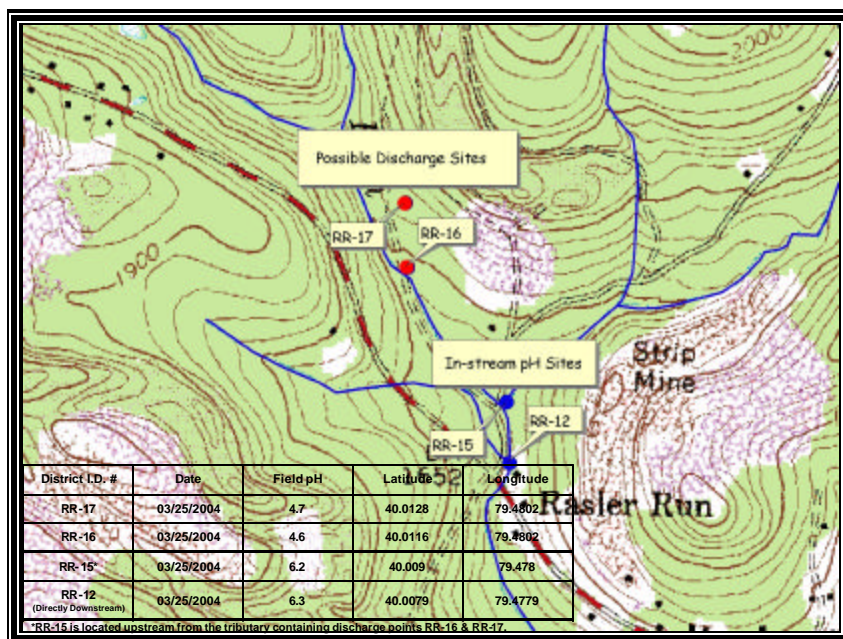 2000
Possible Discharge Sites
RR-17
RR-16
1900
In-stream pH Sites
Strip
Mine
RR-12
RR-15
1552
Rasler Run
District I.D. # Date Field pH Latitude Longitude
RR-17 03/25/2004 4.7 40.0128 79.4802
RR-16 03/25/2004 4.6 40.0116 79.4802
RR-15* 03/25/2004 6.2 40.009 79.478
RR-12
(Directly Downstream) 03/25/2004 6.3 40.0079 79.4779
*RR-15 is located upstream from the tributary containing discharge points RR-16 & RR-17.